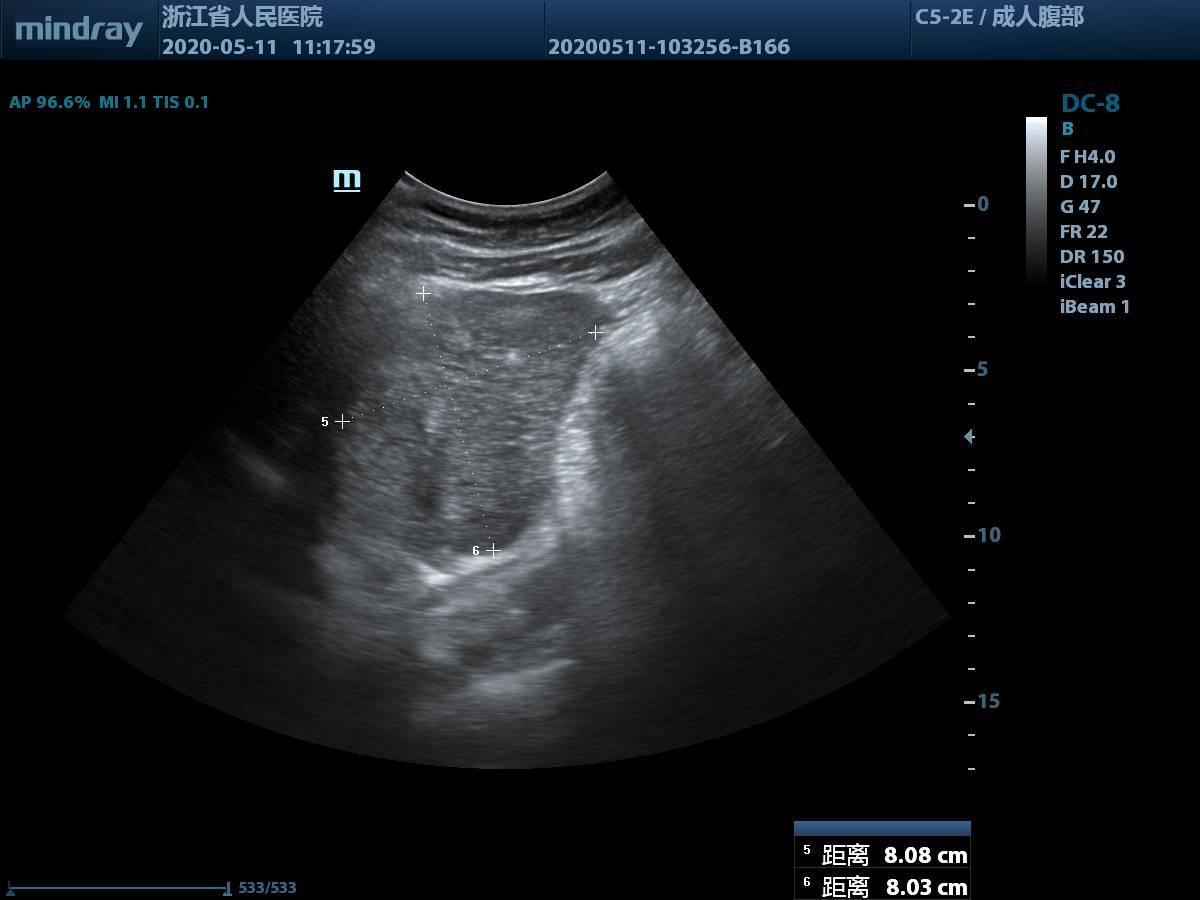 mindray
浙江省人民医院
2020-05-11 11:17:59
20200511-103256-B166
C5-2E / 成人腹部
AP 96.6% MI 1.1 TIS 0.1
DC-8
B
F H4.0
D 17.0
G 47
FR 22
DR 150
iClear 3
iBeam 1
m
0
5
10
15
5
6
5 距离 8.08 cm
6 距离 8.03 cm
533/533